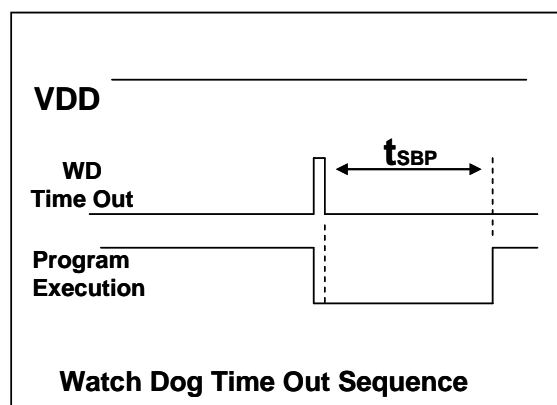 VDD
tSBP
WD
Time Out
Program
Execution
Watch Dog Time Out Sequence